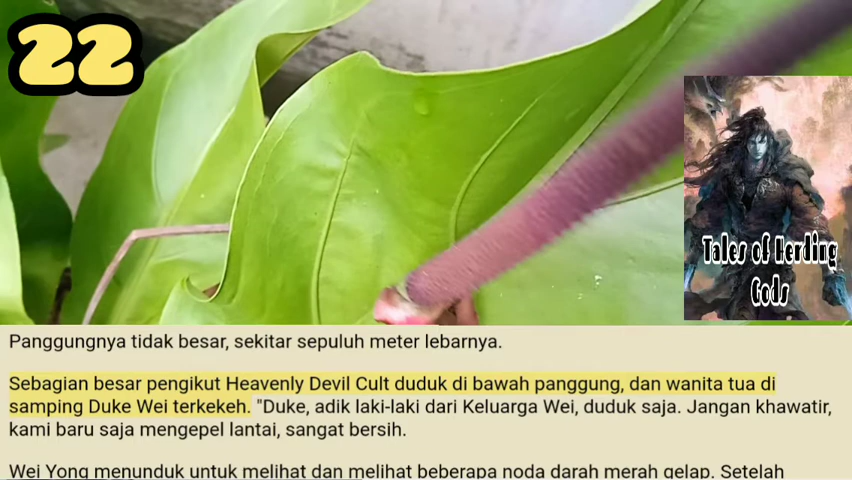 22
Tales of Herding
Gods
Panggungnya tidak besar, sekitar sepuluh meter lebarnya.
Sebagian besar pengikut Heavenly Devil Cult duduk di bawah panggung, dan wanita tua di
samping Duke Wei terkekeh. "Duke, adik laki-laki dari Keluarga Wei, duduk saja. Jangan khawatir,
kami baru saja mengepel lantai, sangat bersih.
Wei Yong menunduk untuk melihat dan melihat beberapa noda darah merah gelap. Setelah